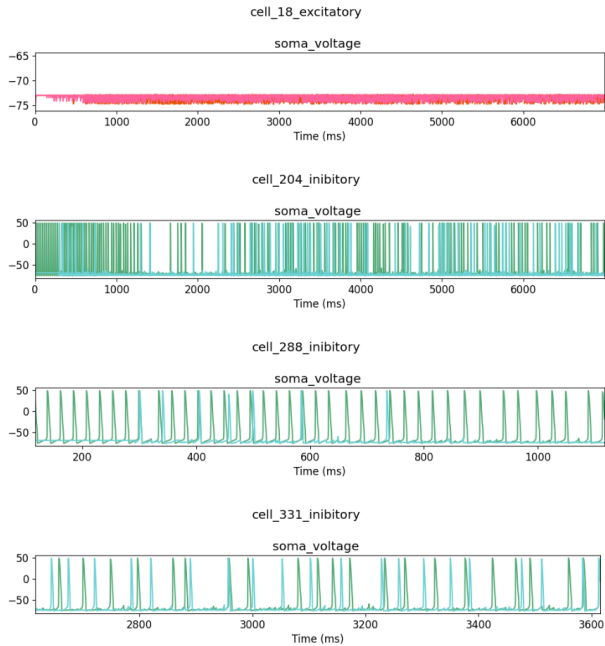 cell_18_excitatory
soma_voltage
−65
−70
−75
0 1000 2000 3000 4000 5000 6000
Time (ms)
cell_204_inibitory
soma_voltage
50
0
−50
0 1000 2000 3000 4000 5000 6000
Time (ms)
cell_288_inibitory
soma_voltage
50
0
−50
200 400 600 800 1000
Time (ms)
cell_331_inibitory
soma_voltage
50
0
−50
2800 3000 3200 3400 3600
Time (ms)